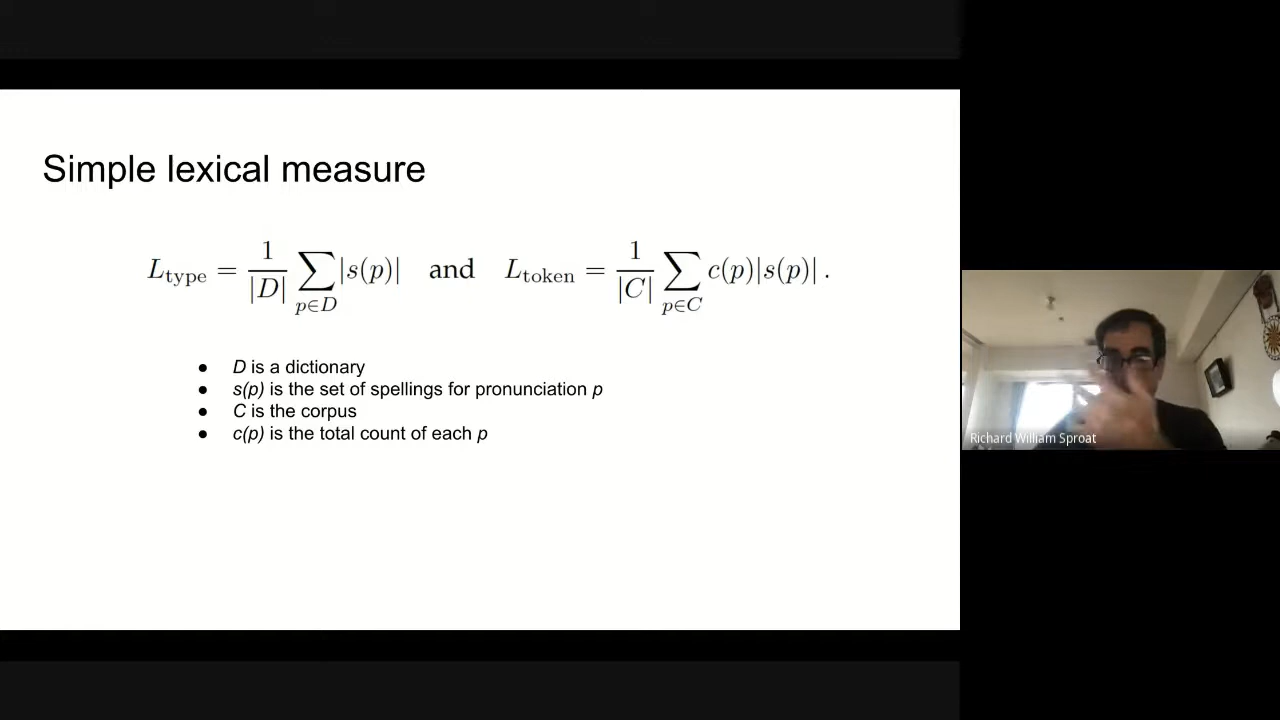 Simple lexical measure
L_type = 1/|D| ∑_{p∈D} |s(p)| and L_token = 1/|C| ∑_{p∈C} c(p)|s(p)| .
● D is a dictionary
● s(p) is the set of spellings for pronunciation p
● C is the corpus
● c(p) is the total count of each p
Richard William Sproat